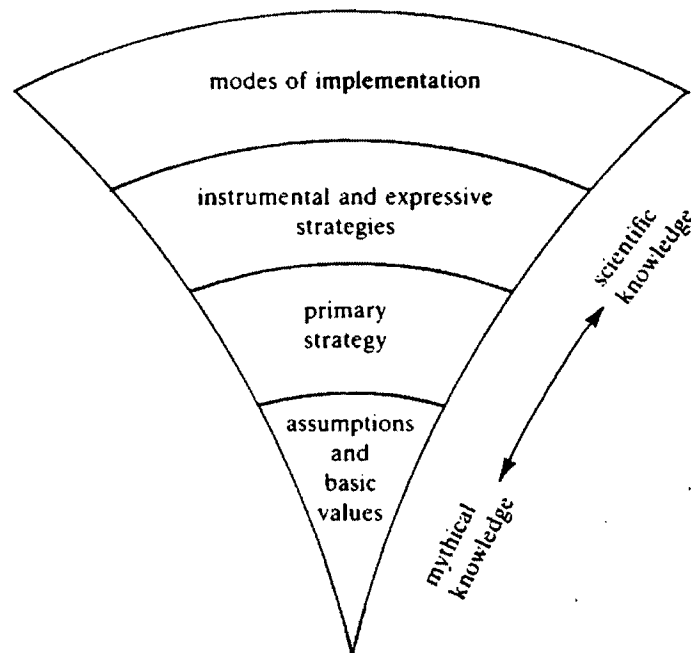 modes of implementation
instrumental and expressive
strategies
primary
strategy
assumptions
and
basic
values
scientific
knowledge
mythical
knowledge